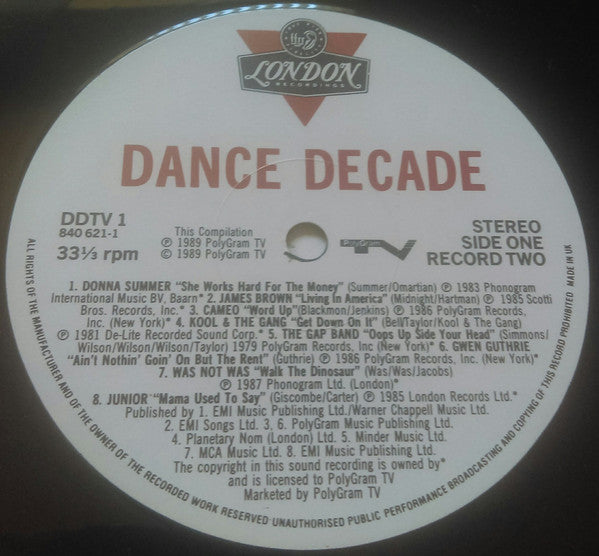 LONDON
RECORDINGS
DANCE DECADE
DDTV 1
840 621-1
33⅓ rpm
This Compilation
℗ 1989 PolyGram TV
© 1989 PolyGram TV
PolyGram TV
STEREO
SIDE ONE
RECORD TWO
1. DONNA SUMMER "She Works Hard For The Money" (Summer/Omartian) ℗ 1983 Phonogram
International Music BV, Baarn* 2. JAMES BROWN "Living In America" (Midnight/Hartman) ℗ 1985 Scotti
Bros. Records, Inc.* 3. CAMEO "Word Up" (Blackmon/Jenkins) ℗ 1986 PolyGram Records,
Inc. (New York)* 4. KOOL & THE GANG "Get Down On It" (Bell/Taylor/Kool & The Gang)
℗ 1981 De-Lite Recorded Sound Corp.* 5. THE GAP BAND "Oops Up Side Your Head" (Simmons/
Wilson/Wilson/Wilson/Taylor) 1979 PolyGram Records, Inc (New York)* 6. GWEN GUTHRIE
"Ain't Nothin' Goin' On But The Rent" (Guthrie) ℗ 1986 PolyGram Records, Inc. (New York)*
7. WAS NOT WAS "Walk The Dinosaur" (Was/Was/Jacobs)
℗ 1987 Phonogram Ltd. (London)*
8. JUNIOR "Mama Used To Say" (Giscombe/Carter) ℗ 1985 London Records Ltd.*
Published by 1. EMI Music Publishing Ltd./Warner Chappell Music Ltd.
2. EMI Songs Ltd. 3, 6. PolyGram Music Publishing Ltd.
4. Planetary Nom (London) Ltd. 5. Minder Music Ltd.
7. MCA Music Ltd. 8. EMI Music Publishing Ltd.
The copyright in this sound recording is owned by*
and is licensed to PolyGram TV
Marketed by PolyGram TV
ALL RIGHTS OF THE MANUFACTURER AND OF THE OWNER OF THE RECORDED WORK RESERVED UNAUTHORISED PUBLIC PERFORMANCE BROADCASTING AND COPYING OF THIS RECORD PROHIBITED MADE IN UK